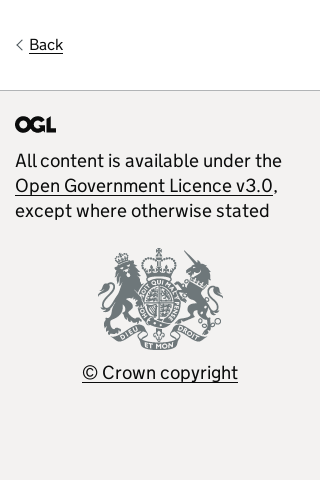 Back
OGL
All content is available under the
Open Government Licence v3.0,
except where otherwise stated
DIEU ET MON DROIT
© Crown copyright